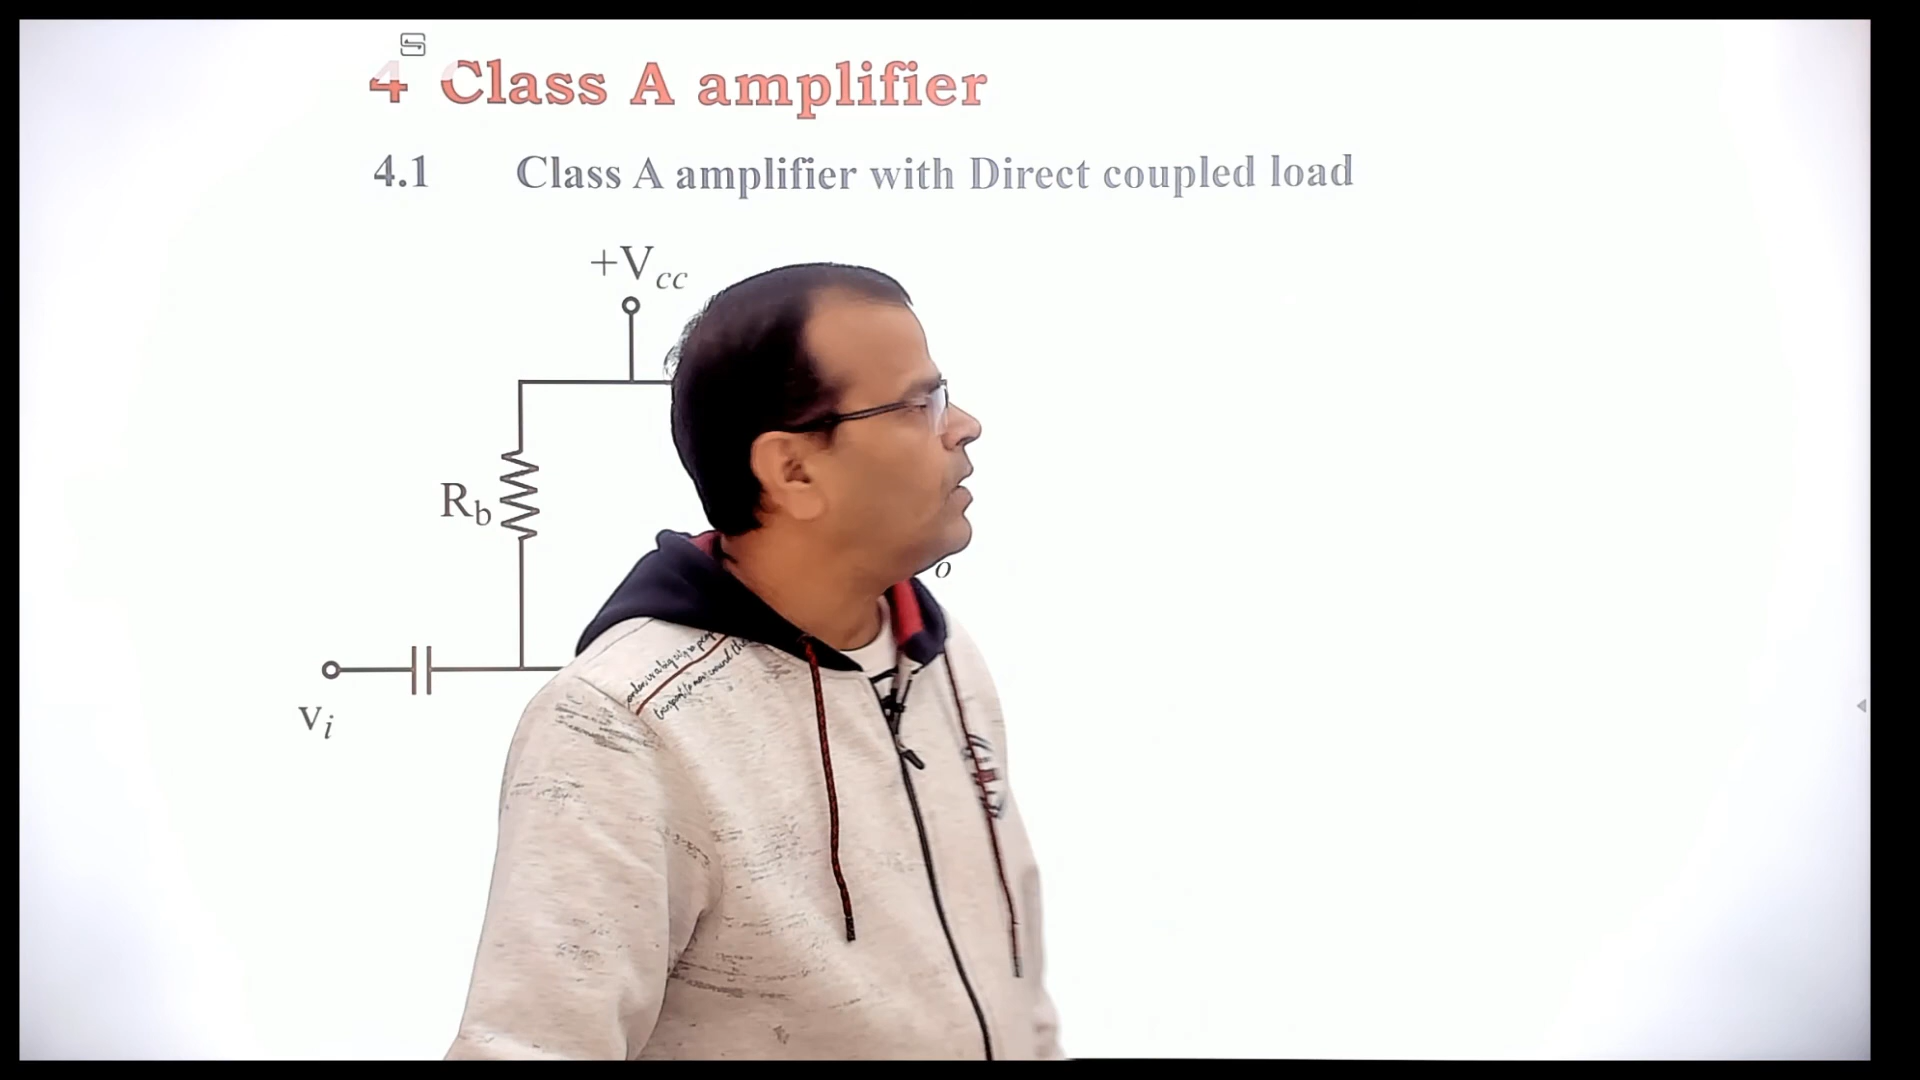 4 Class A amplifier
4.1 Class A amplifier with Direct coupled load
+Vcc
Rb
o
vi